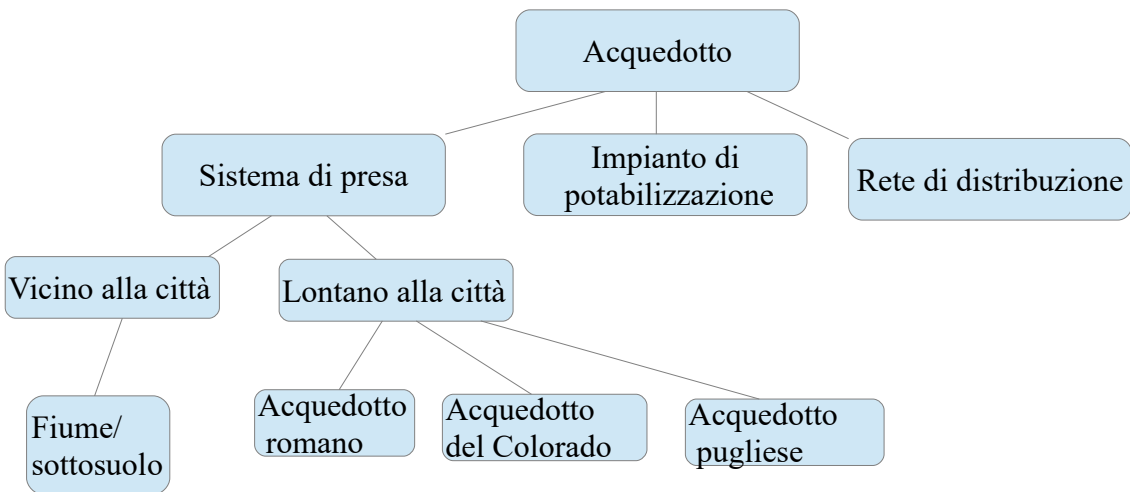 Acquedotto
Sistema di presa
Impianto di
potabilizzazione
Rete di distribuzione
Vicino alla città
Lontano alla città
Fiume/
sottosuolo
Acquedotto
romano
Acquedotto
del Colorado
Acquedotto
pugliese